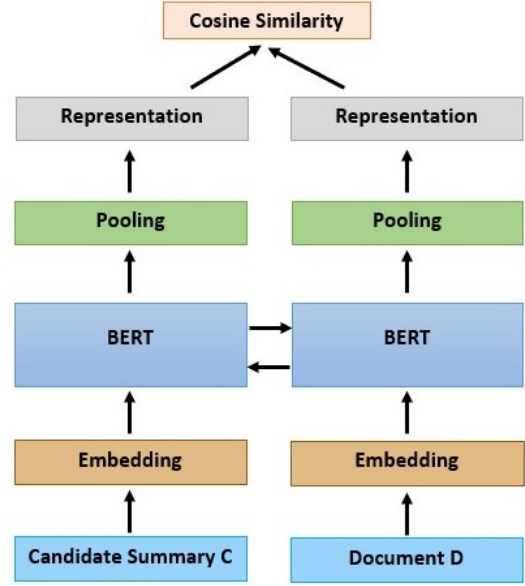 Cosine Similarity
Representation
Representation
Pooling
Pooling
BERT
BERT
Embedding
Embedding
Candidate Summary C
Document D